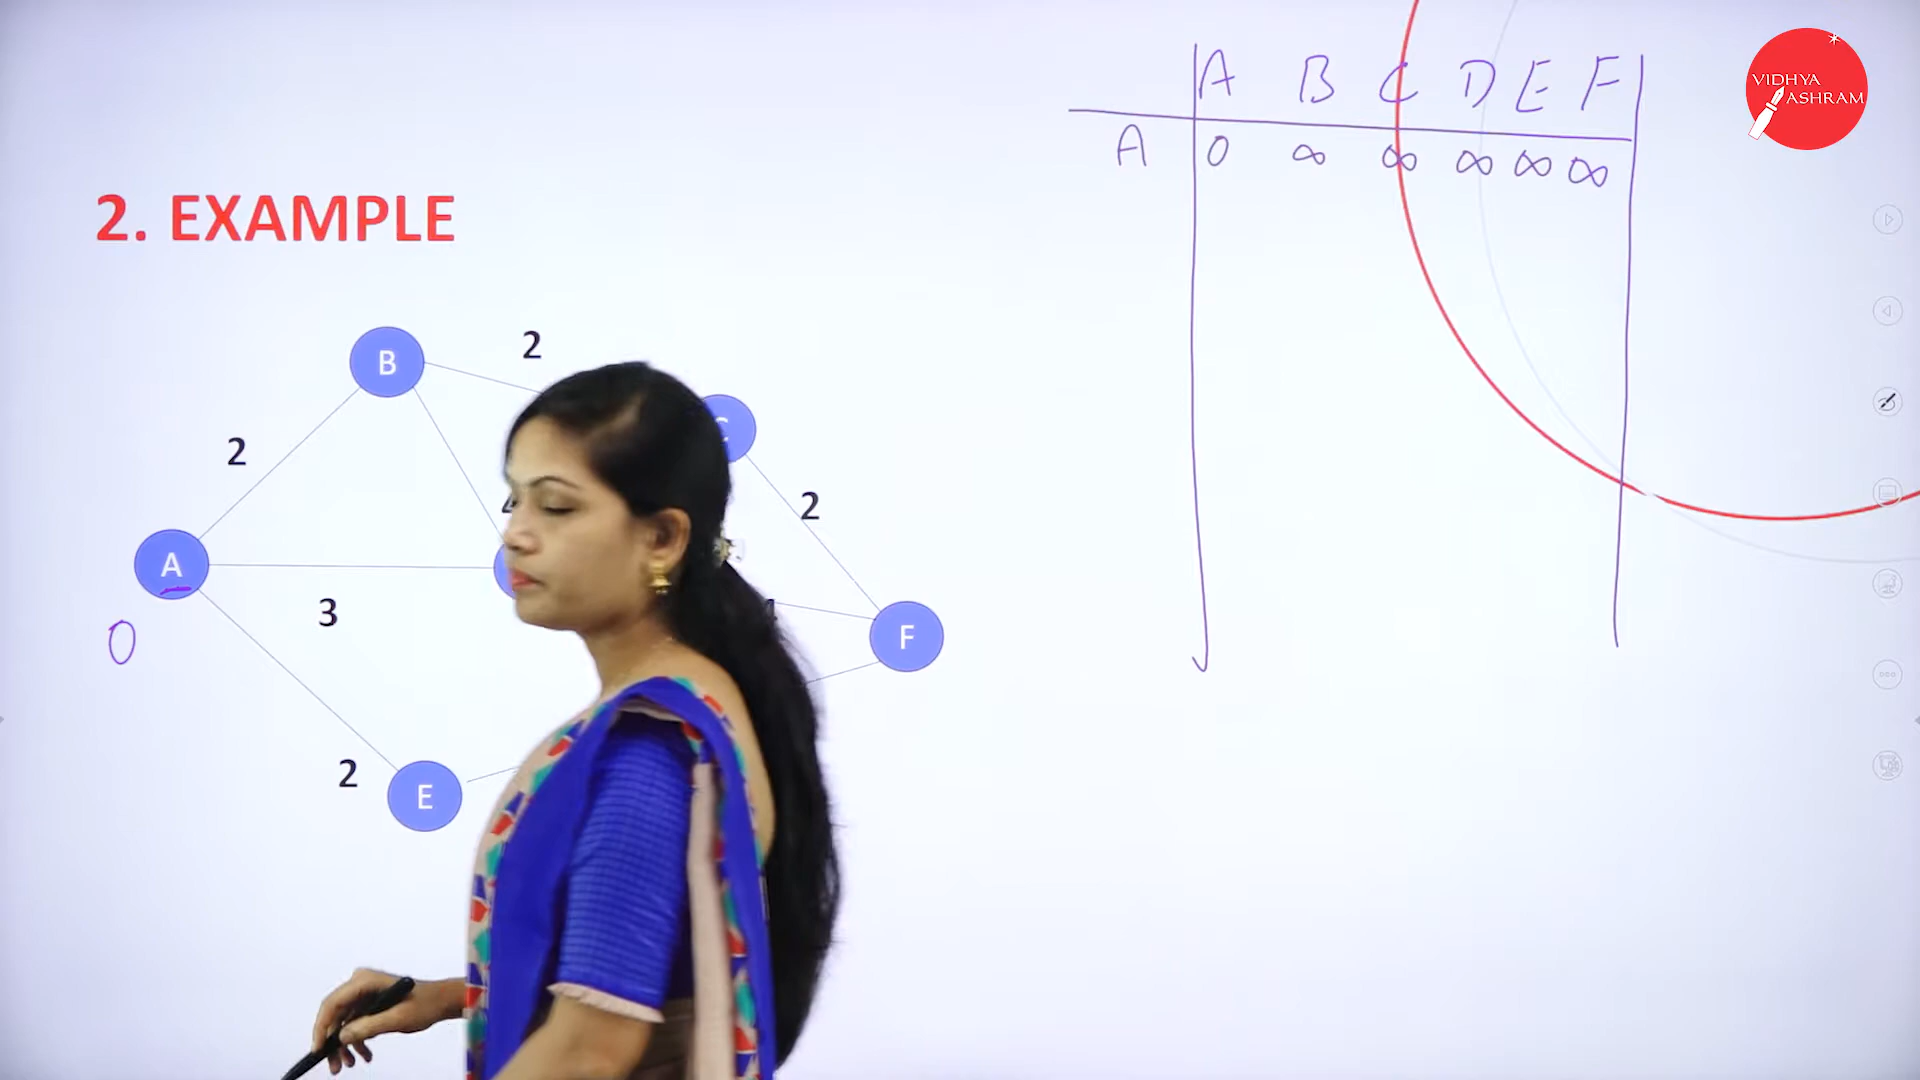 VIDHYA
ASHRAM
A B C D E F
A 0 ∞ ∞ ∞ ∞ ∞
2. EXAMPLE
2
B
C
2
2
A
3
F
0
2
E